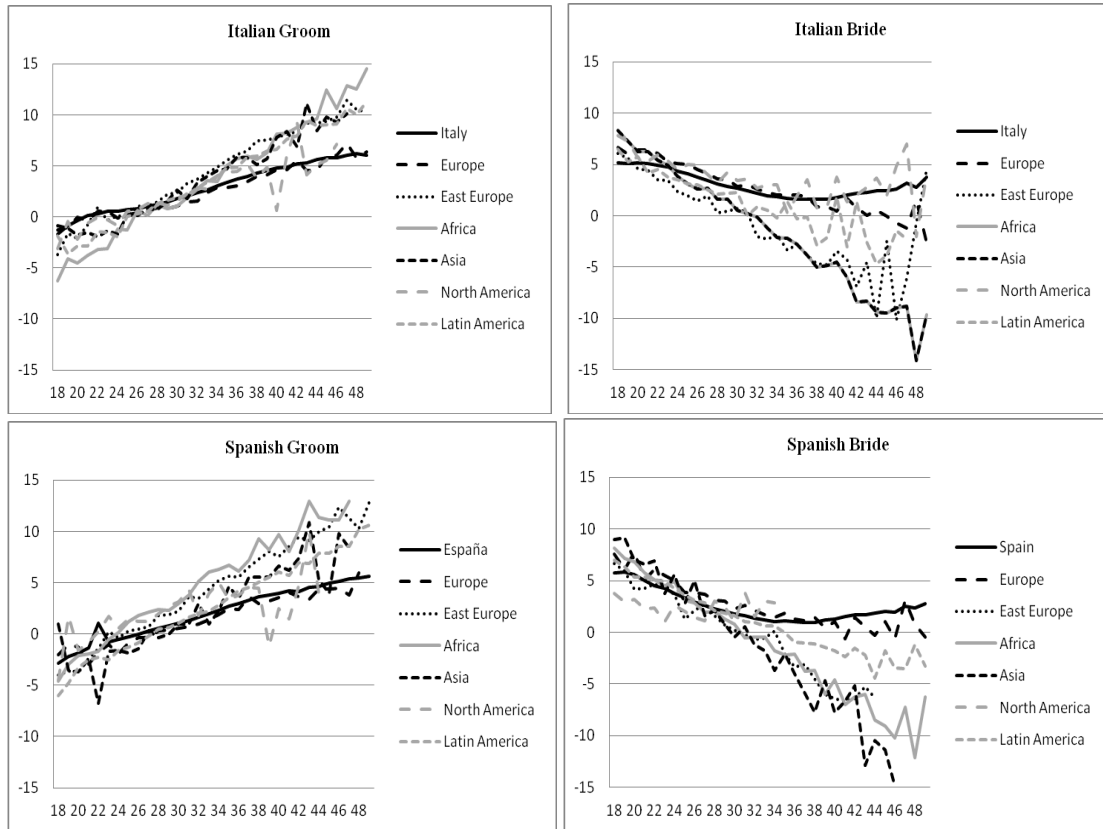 Italian Groom
15
10
5
0
-5
-10
-15
18 20 22 24 26 28 30 32 34 36 38 40 42 44 46 48
Italy
Europe
East Europe
Africa
Asia
North America
Latin America
Italian Bride
15
10
5
0
-5
-10
-15
18 20 22 24 26 28 30 32 34 36 38 40 42 44 46 48
Italy
Europe
East Europe
Africa
Asia
North America
Latin America
Spanish Groom
15
10
5
0
-5
-10
-15
18 20 22 24 26 28 30 32 34 36 38 40 42 44 46 48
España
Europe
East Europe
Africa
Asia
North America
Latin America
Spanish Bride
15
10
5
0
-5
-10
-15
18 20 22 24 26 28 30 32 34 36 38 40 42 44 46 48
Spain
Europe
East Europe
Africa
Asia
North America
Latin America